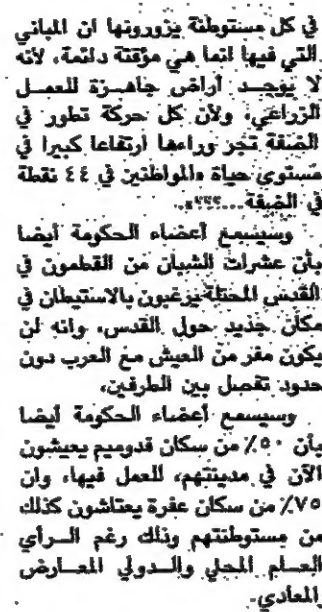 في كل مستوطنة يزورونها ان المباني
التي فيها انما هي مؤقتة دائمة، لأنه
لا يوجد أراض جاهزة للعمل
الزراعي، ولأن كل حركة تطور في
الضفة تجر وراءها ارتفاعا كبيرا في
مستوى حياة «المواطنين في ٤٤ نقطة
في الضفة...؟؟؟».
وسيسمع أعضاء الحكومة أيضا
بأن عشرات الشبان من القطمون في
القدس المحتلة يرغبون بالاستيطان في
مكان جديد حول القدس، وانه لن
يكون مفر من العيش مع العرب دون
حدود تفصل بين الطرفين،
وسيسمع أعضاء الحكومة أيضا
بأن ٥٠٪ من سكان قدوميم يعيشون
الآن في مدينتهم، للعمل فيها، وان
٧٥٪ من سكان عفرة يعتاشون كذلك
من مستوطنتهم وذلك رغم الرأي
العام المحلي والدولي المعارض
المعادي.